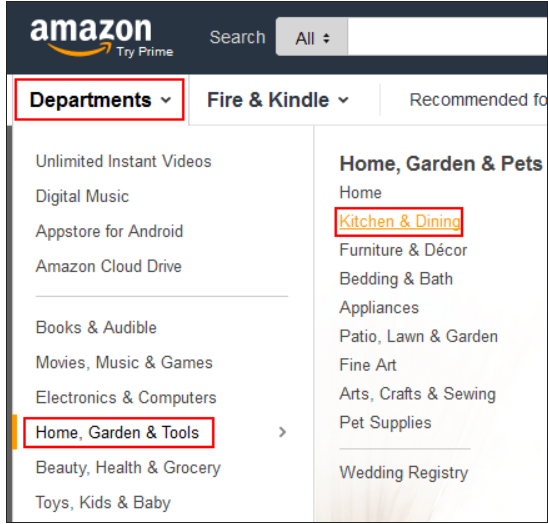 amazon
Try Prime
Search
All
Departments
Fire & Kindle
Recommended fo
Unlimited Instant Videos
Digital Music
Appstore for Android
Amazon Cloud Drive
Books & Audible
Movies, Music & Games
Electronics & Computers
Home, Garden & Tools
Beauty, Health & Grocery
Toys, Kids & Baby
Home, Garden & Pets
Home
Kitchen & Dining
Furniture & Décor
Bedding & Bath
Appliances
Patio, Lawn & Garden
Fine Art
Arts, Crafts & Sewing
Pet Supplies
Wedding Registry